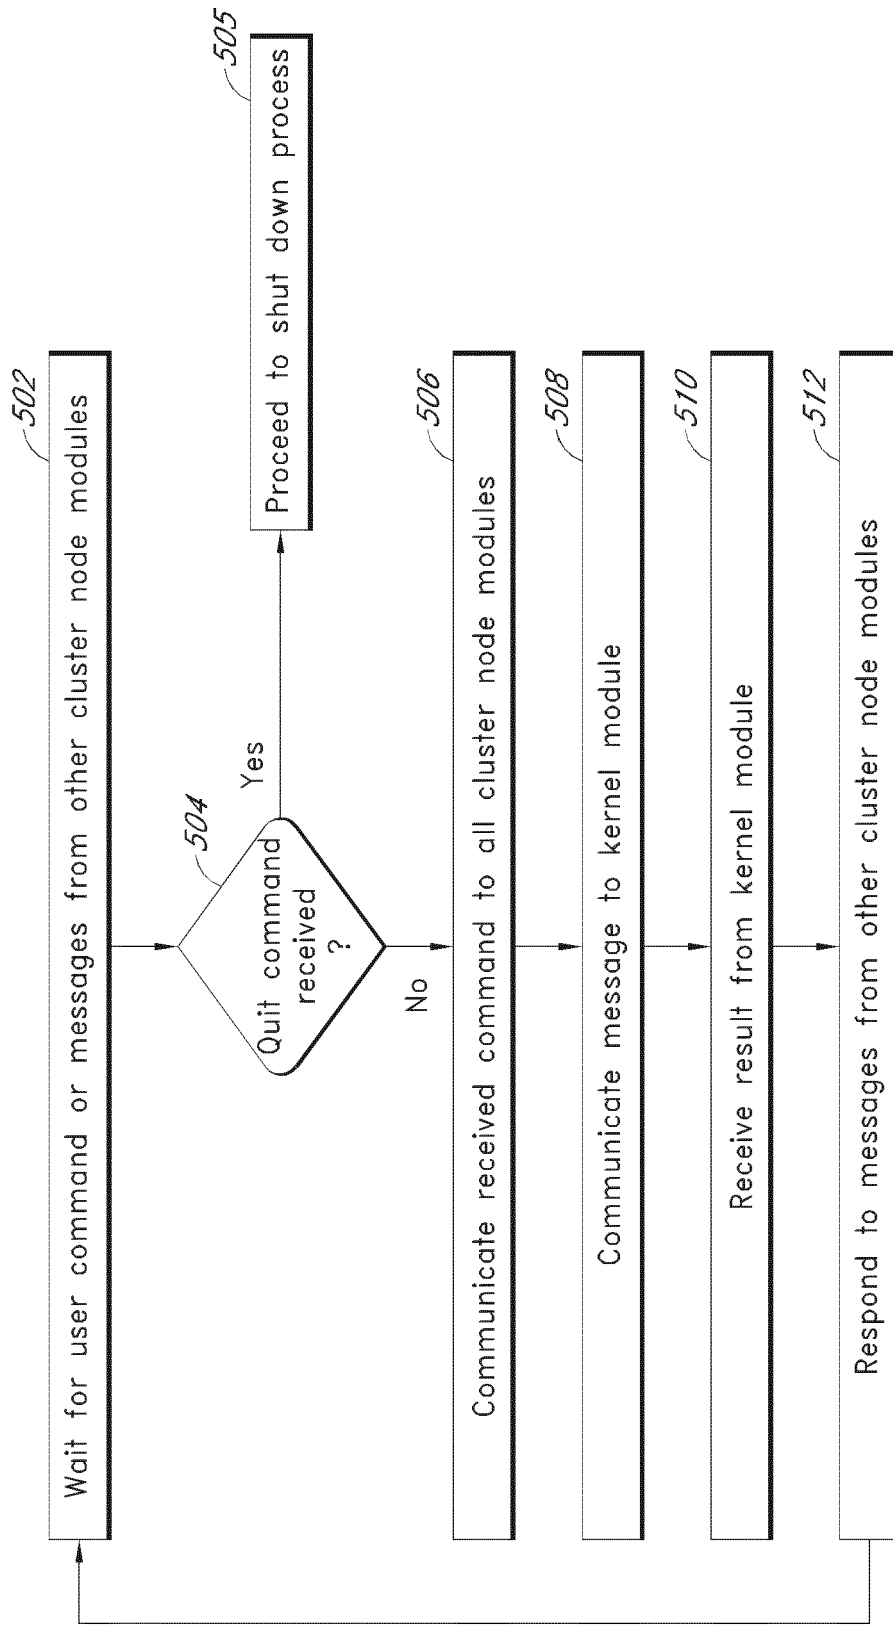 502
Wait for user command or messages from other cluster node modules
504
Quit command
received
?
Yes
505
Proceed to shut down process
No
506
Communicate received command to all cluster node modules
508
Communicate message to kernel module
510
Receive result from kernel module
512
Respond to messages from other cluster node modules